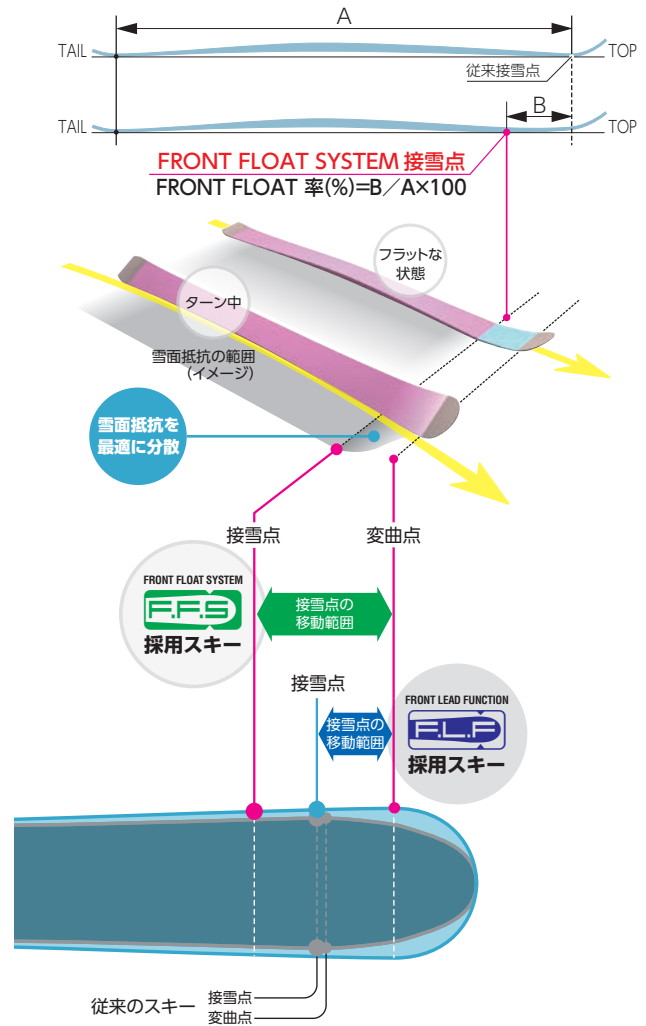 A
TAIL
TOP
従来接雪点
B
TAIL
TOP
FRONT FLOAT SYSTEM 接雪点
FRONT FLOAT 率(%)=B／A×100
フラットな
状態
ターン中
雪面抵抗の範囲
（イメージ）
雪面抵抗を
最適に分散
接雪点
変曲点
FRONT FLOAT SYSTEM
F.F.S
採用スキー
接雪点の
移動範囲
接雪点
FRONT LEAD FUNCTION
F.L.F
採用スキー
接雪点の
移動範囲
従来のスキー
接雪点
変曲点